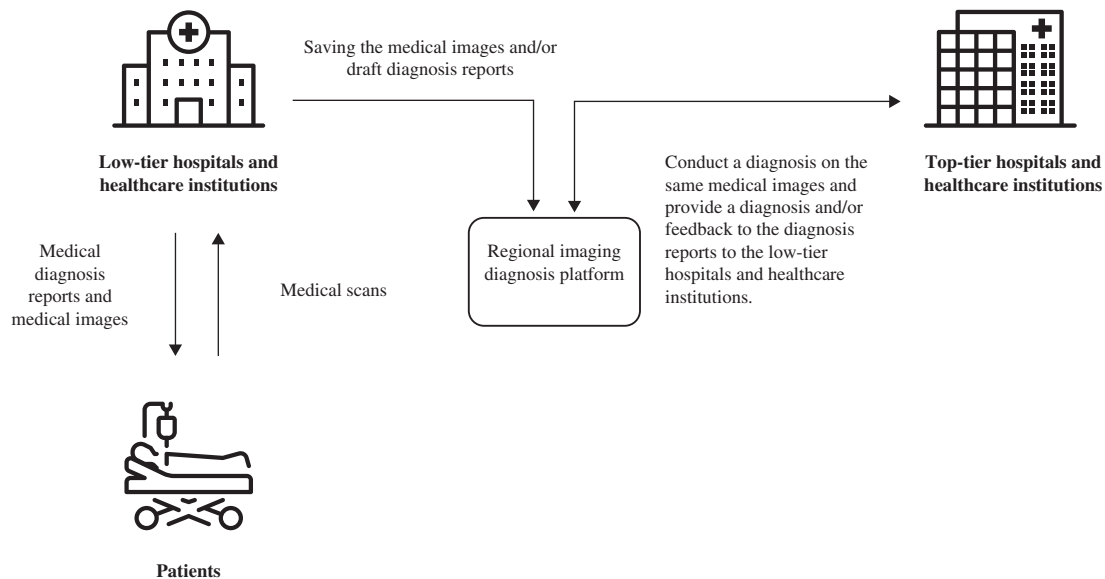 Saving the medical images and/or
draft diagnosis reports
Low-tier hospitals and
healthcare institutions
Top-tier hospitals and
healthcare institutions
Conduct a diagnosis on the
same medical images and
provide a diagnosis and/or
feedback to the diagnosis
reports to the low-tier
hospitals and healthcare
institutions.
Regional imaging
diagnosis platform
Medical
diagnosis
reports and
medical images
Medical scans
Patients